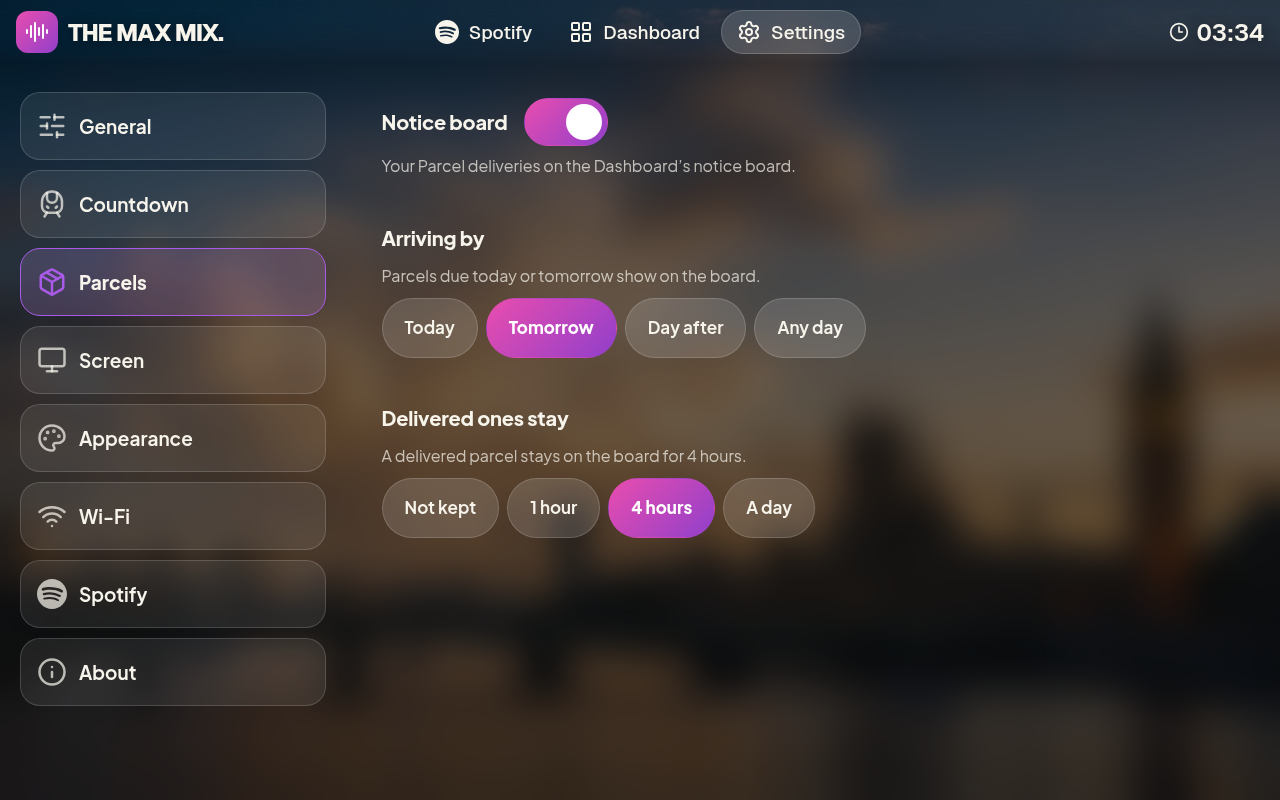 THE MAX MIX.
Spotify
Dashboard
Settings
03:34
General
Countdown
Parcels
Screen
Appearance
Wi-Fi
Spotify
About
Notice board
Your Parcel deliveries on the Dashboard's notice board.
Arriving by
Parcels due today or tomorrow show on the board.
Today
Tomorrow
Day after
Any day
Delivered ones stay
A delivered parcel stays on the board for 4 hours.
Not kept
1 hour
4 hours
A day